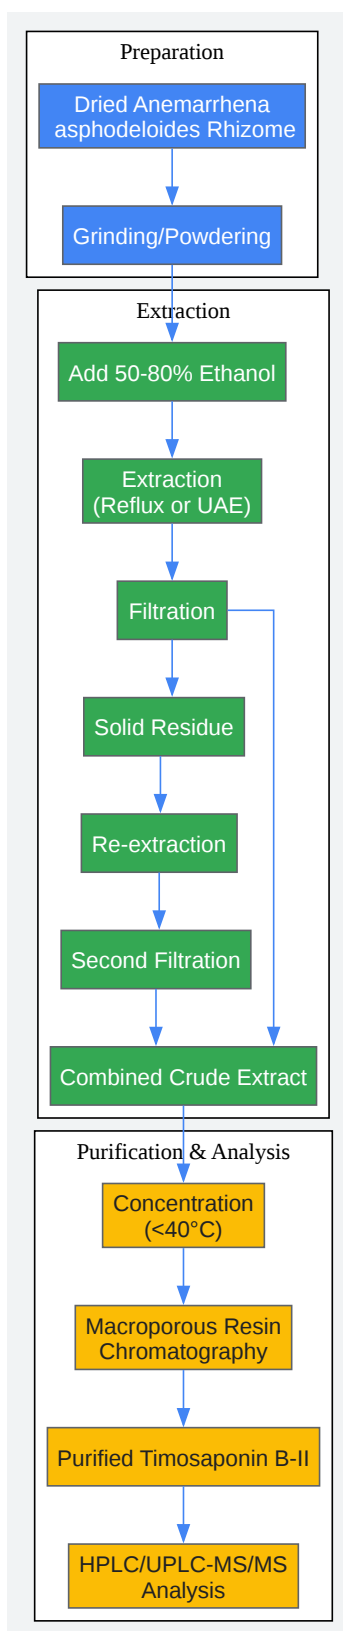 Preparation
Dried Anemarrhena
asphodeloides Rhizome
Grinding/Powdering
Extraction
Add 50-80% Ethanol
Extraction
(Reflux or UAE)
Filtration
Solid Residue
Re-extraction
Second Filtration
Combined Crude Extract
Purification & Analysis
Concentration
(<40°C)
Macroporous Resin
Chromatography
Purified Timosaponin B-II
HPLC/UPLC-MS/MS
Analysis